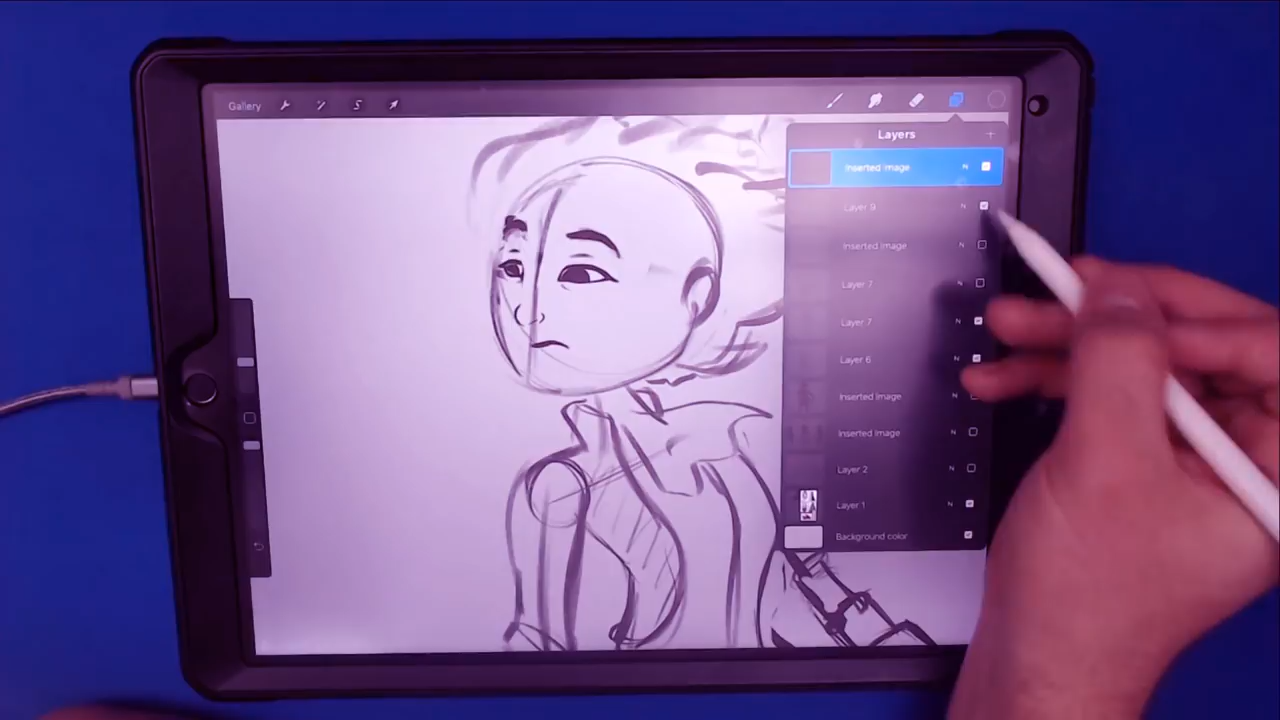 Gallery
Layers
Inserted Image N
Layer 9 N
Inserted Image N
Layer 7 N
Layer 7 N
Layer 6 N
Inserted Image
Inserted Image N
Layer 2 N
Layer 1 N
Background color